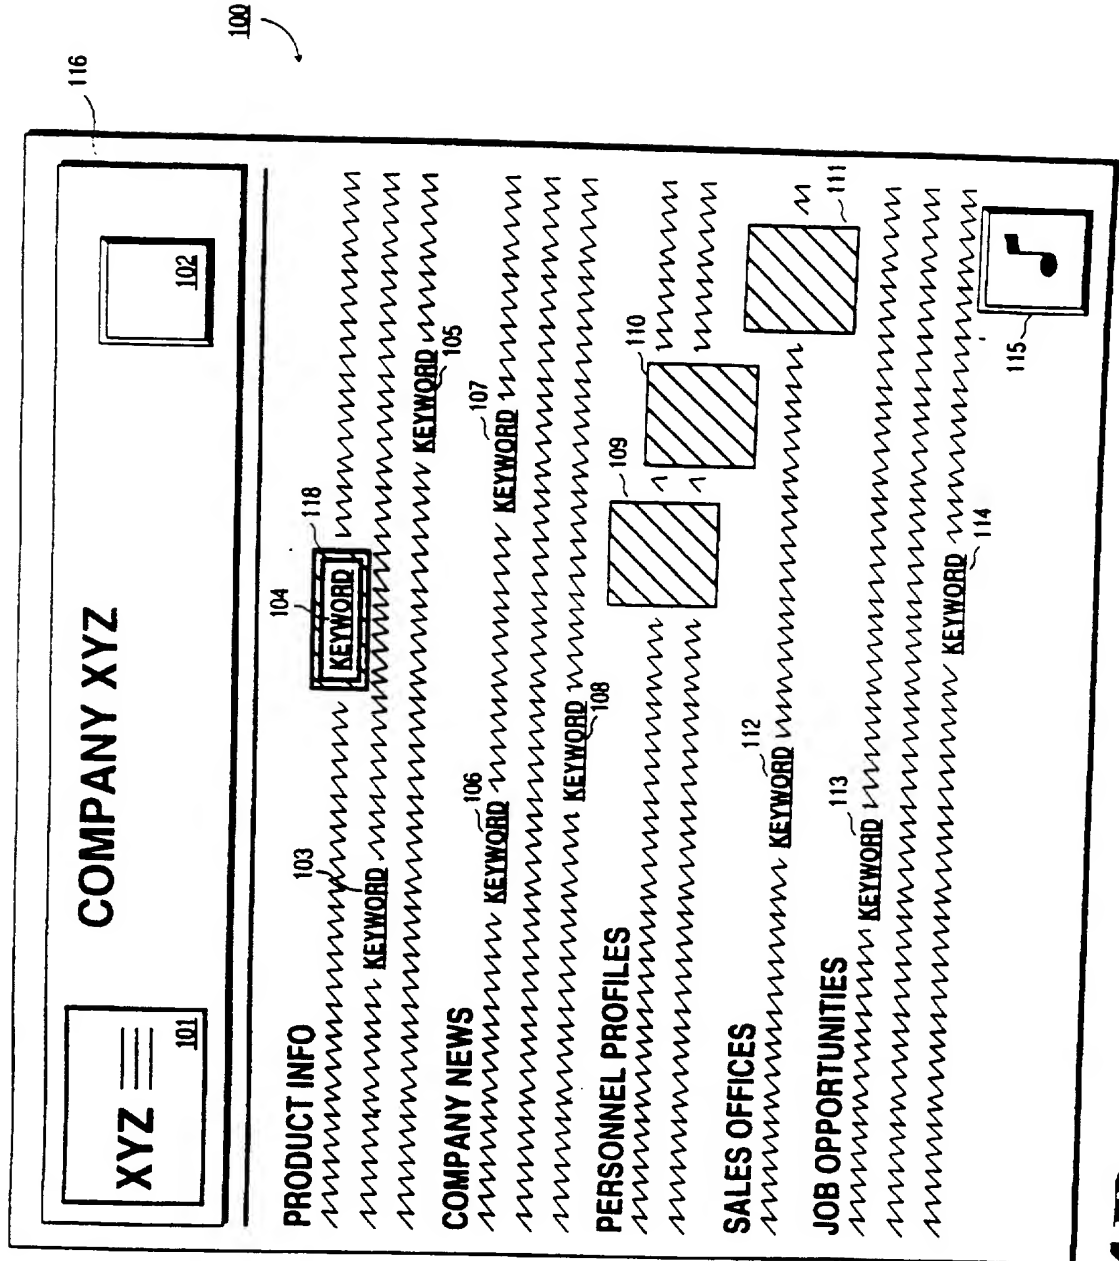 100
116
COMPANY XYZ
XYZ
101
102
PRODUCT INFO
104
118
KEYWORD
103
KEYWORD
KEYWORD
105
COMPANY NEWS
106
107
KEYWORD
KEYWORD
KEYWORD
108
PERSONNEL PROFILES
109
110
SALES OFFICES
111
112
KEYWORD
JOB OPPORTUNITIES
113
KEYWORD
KEYWORD
114
115